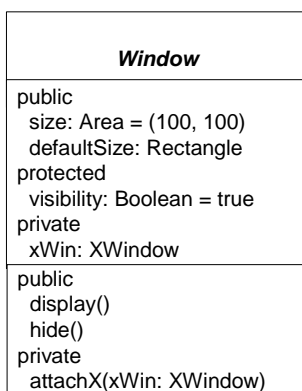 Window
public
size: Area = (100, 100)
defaultSize: Rectangle
protected
visibility: Boolean = true
private
xWin: XWindow
public
display()
hide()
private
attachX(xWin: XWindow)